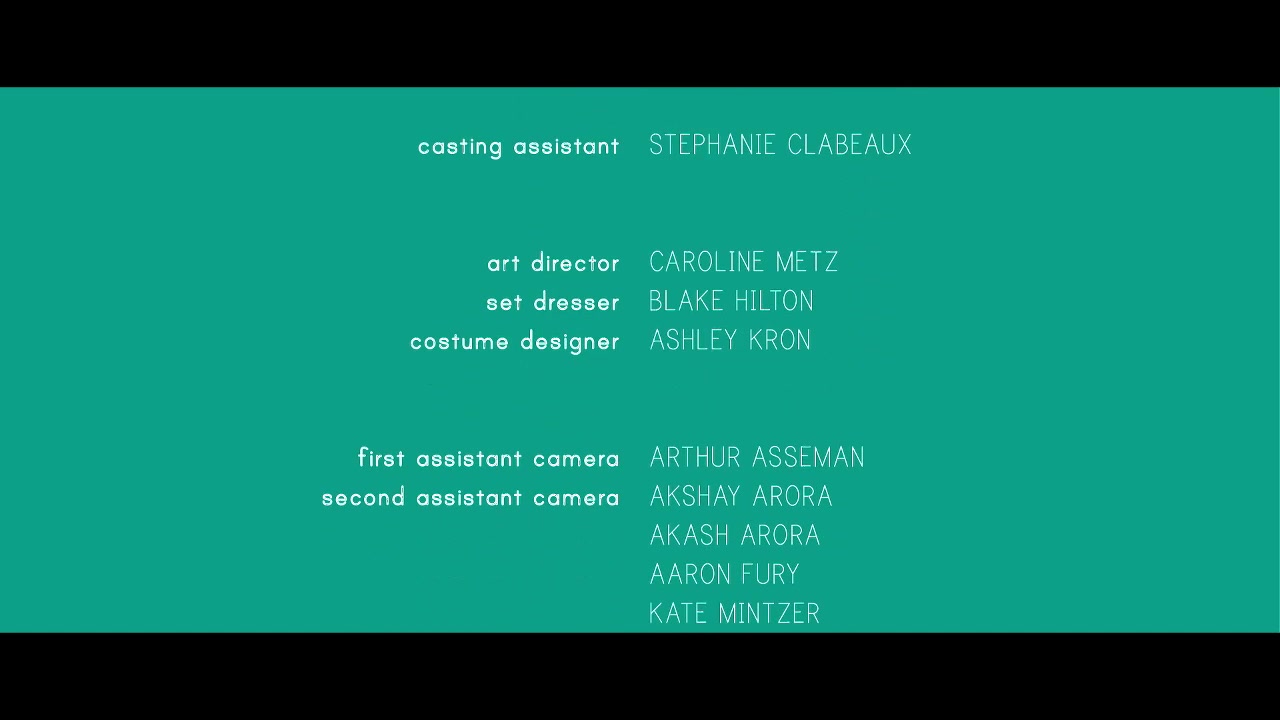 casting assistant STEPHANIE CLABEAUX
art director CAROLINE METZ
set dresser BLAKE HILTON
costume designer ASHLEY KRON
first assistant camera ARTHUR ASSEMAN
second assistant camera AKSHAY ARORA
AKASH ARORA
AARON FURY
KATE MINTZER